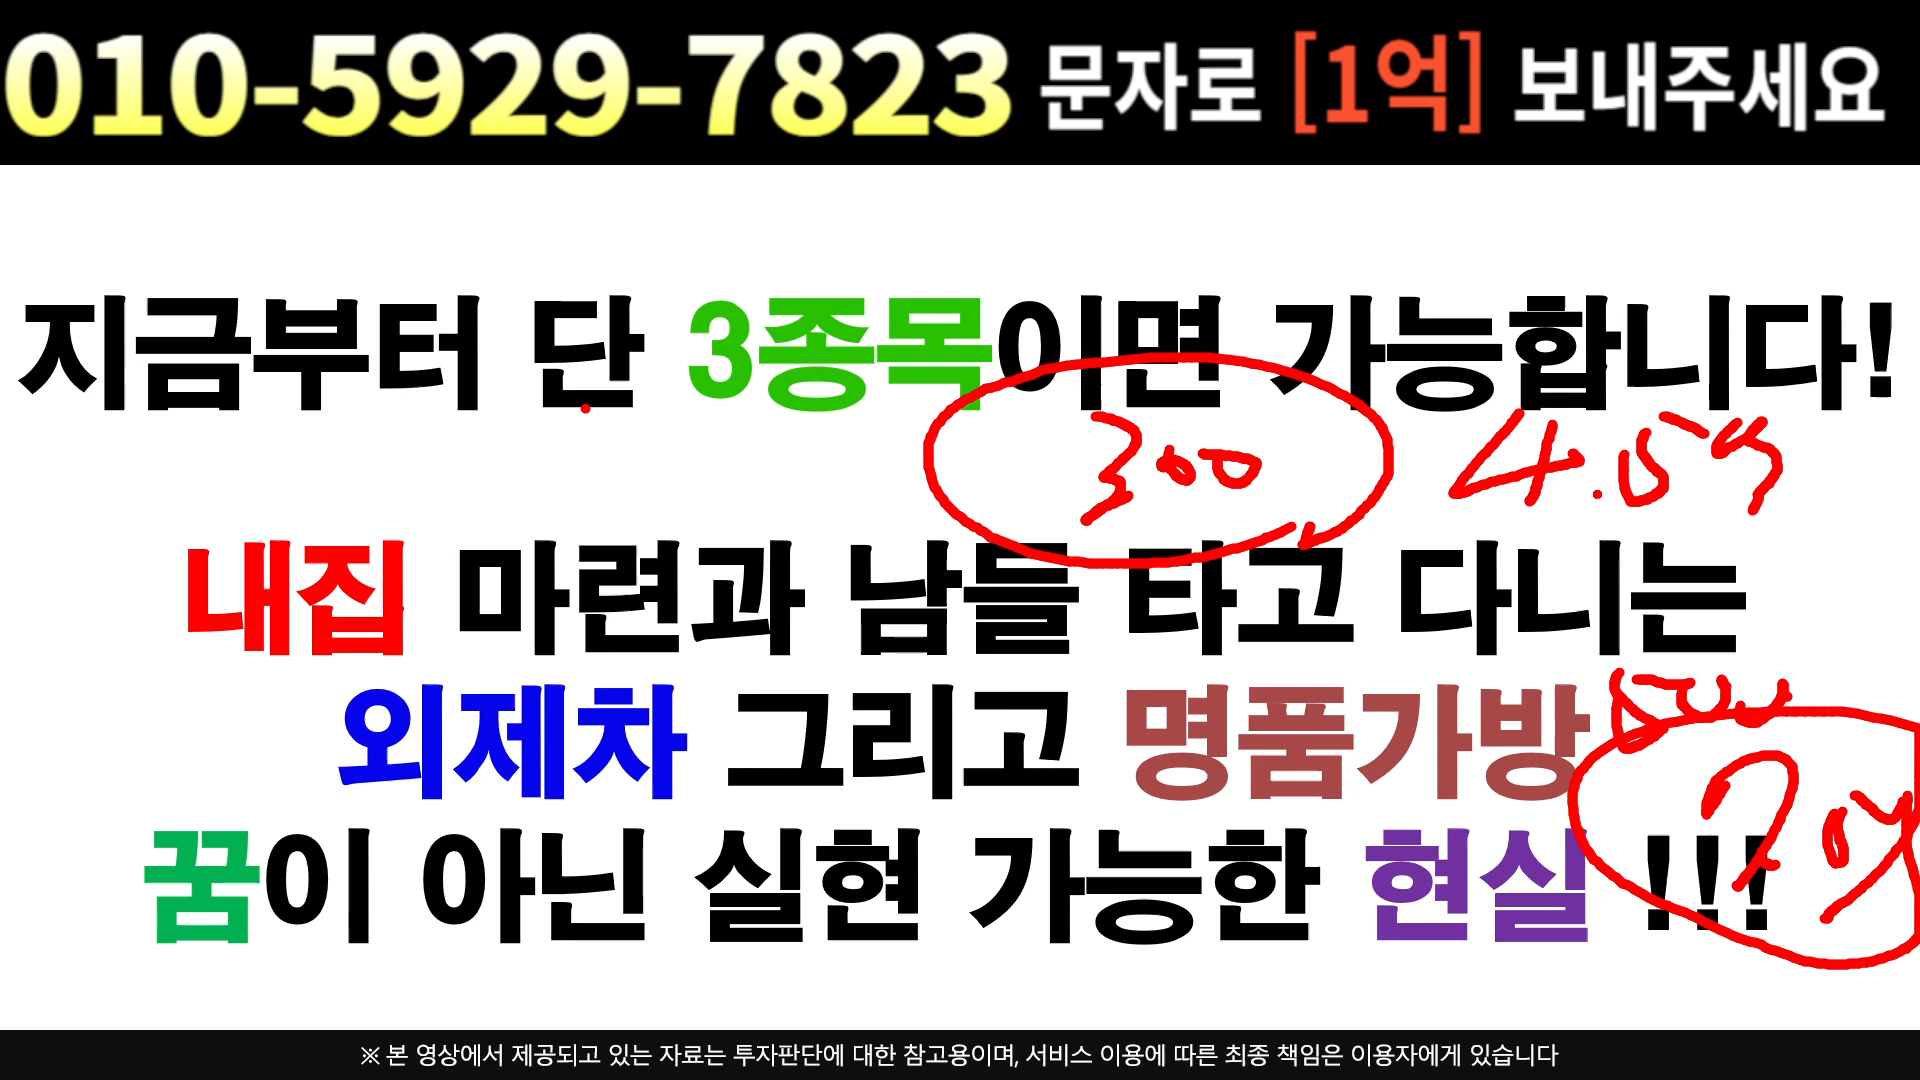 010-5929-7823 문자로 [1억] 보내주세요
지금부터 단 3종목이면 가능합니다!
300
내집 마련과 남들 타고 다니는
외제차 그리고 명품가방
꿈이 아닌 실현 가능한 현실 !!!
※ 본 영상에서 제공되고 있는 자료는 투자판단에 대한 참고용이며, 서비스 이용에 따른 최종 책임은 이용자에게 있습니다